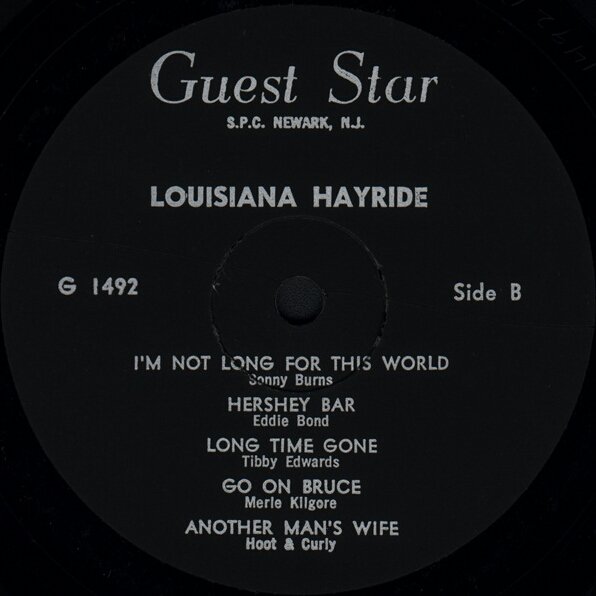 Guest Star
S.P.C. NEWARK, N.J.
LOUISIANA HAYRIDE
G 1492
Side B
I'M NOT LONG FOR THIS WORLD
Sonny Burns
HERSHEY BAR
Eddie Bond
LONG TIME GONE
Tibby Edwards
GO ON BRUCE
Merle Kilgore
ANOTHER MAN'S WIFE
Hoot & Curly